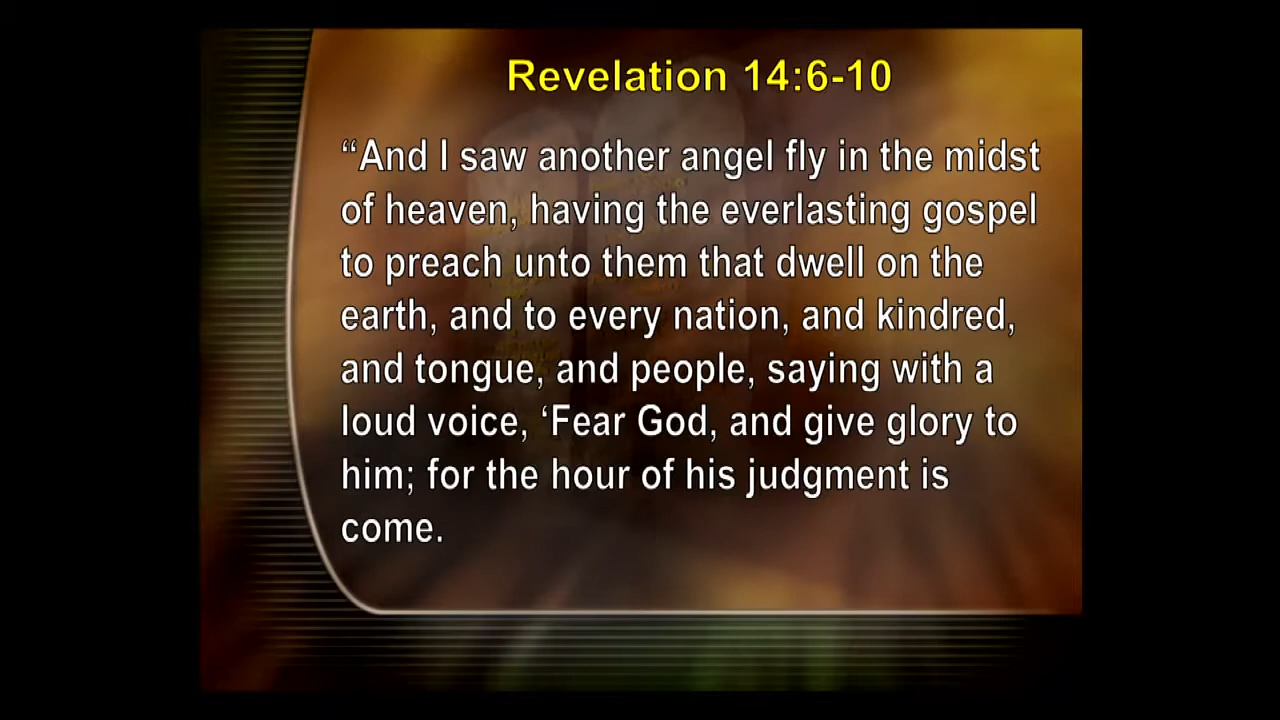 Revelation 14:6-10
“And I saw another angel fly in the midst
of heaven, having the everlasting gospel
to preach unto them that dwell on the
earth, and to every nation, and kindred,
and tongue, and people, saying with a
loud voice, ‘Fear God, and give glory to
him; for the hour of his judgment is
come.